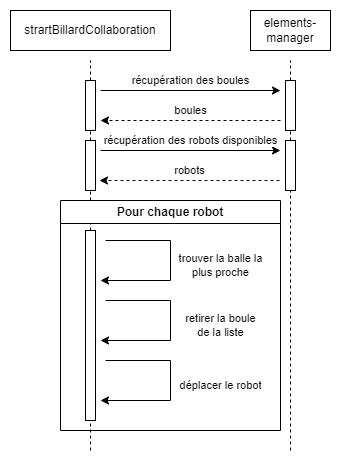 strartBillardCollaboration
elements-
manager
récupération des boules
boules
récupération des robots disponibles
robots
Pour chaque robot
trouver la balle la
plus proche
retirer la boule
de la liste
déplacer le robot